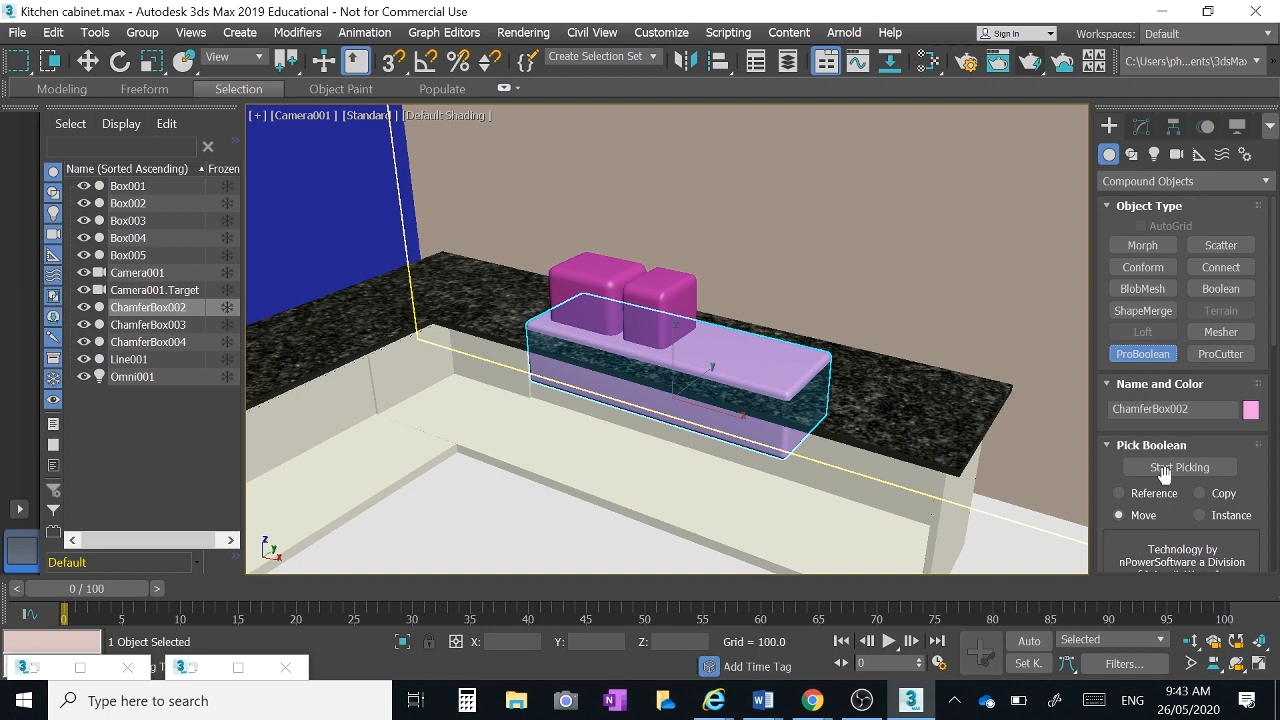 Kitchen cabinet.max - Autodesk 3ds Max 2019 Educational - Not for Commercial Use
File Edit Tools Group Views Create Modifiers Animation Graph Editors Rendering Civil View Customize Scripting Content Arnold Help Sign In Workspaces: Default
View Create Selection Set C:\Users\ph...ents\3dsMa
Modeling Freeform Selection Object Paint Populate
Select Display Edit
[+] [Camera001 ] [Standard ] [Default Shading ]
Name (Sorted Ascending) Frozen
Box001
Box002
Box003
Box004
Box005
Camera001
Camera001.Target
ChamferBox002
ChamferBox003
ChamferBox004
Line001
Omni001
Default
Compound Objects
Object Type
AutoGrid
Morph Scatter
Conform Connect
BlobMesh Boolean
ShapeMerge Terrain
Loft Mesher
ProBoolean ProCutter
Name and Color
ChamferBox002
Pick Boolean
Start Picking
Reference Copy
Move Instance
Technology by
nPowerSoftware a Division
z y x
z y x
0 / 100
0 5 10 15 20 25 30 35 40 45 50 55 60 65 70 75 80 85 90 95 100
1 Object Selected X: Y: Z: Grid = 100.0 Auto Selected
Add Time Tag 0 Set K. Filters...
Type here to search ENG 3:43 AM
26/05/2020